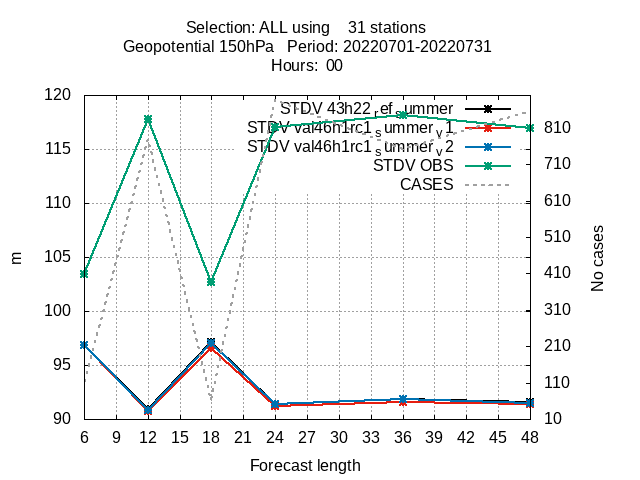 Selection: ALL using    31 stations
Geopotential 150hPa   Period: 20220701-20220731
Hours:  00
120
115
110
105
100
95
90
m
STDV 43h22_ref_summer
STDV val46h1rc1_summer_v1
STDV val46h1rc1_summer_v2
STDV OBS
CASES
810
710
610
510
410
310
210
110
10
No cases
6 9 12 15 18 21 24 27 30 33 36 39 42 45 48
Forecast length